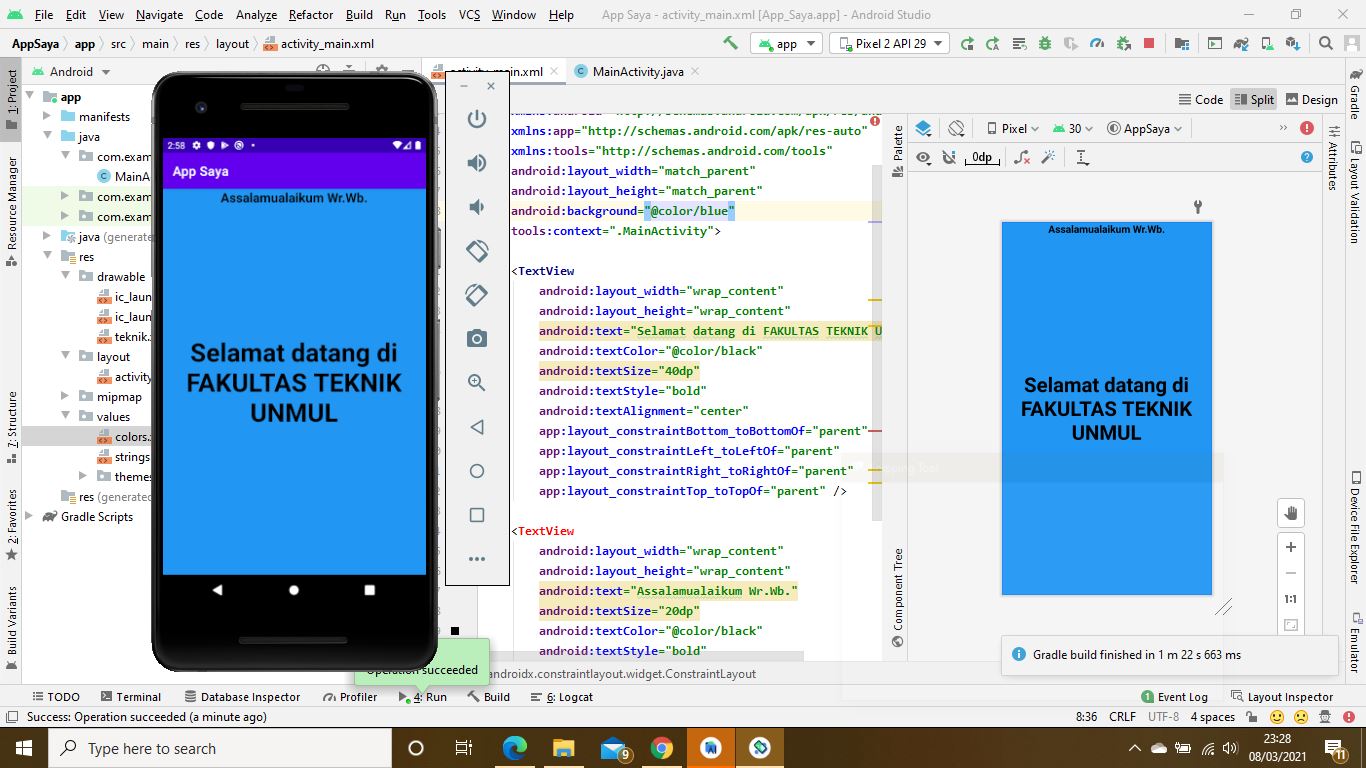 File Edit View Navigate Code Analyze Refactor Build Run Tools VCS Window Help App Saya - activity_main.xml [App_Saya.app] - Android Studio
AppSaya app src main res layout activity_main.xml
app Pixel 2 API 29
Android
activity_main.xml MainActivity.java
Code Split Design
1: Project
Resource Manager
7: Structure
2: Favorites
Build Variants
app
manifests
java
com.exam
MainA
com.exam
com.exam
java (generate
res
drawable
ic_laun
ic_laun
teknik.
layout
activity
mipmap
values
colors.
strings
themes
res (generated
Gradle Scripts
2:58
App Saya
Assalamualaikum Wr.Wb.
Selamat datang di
FAKULTAS TEKNIK
UNMUL
xmlns:app="http://schemas.android.com/apk/res-auto"
xmlns:tools="http://schemas.android.com/tools"
android:layout_width="match_parent"
android:layout_height="match_parent"
android:background="@color/blue"
tools:context=".MainActivity">
<TextView
android:layout_width="wrap_content"
android:layout_height="wrap_content"
android:text="Selamat datang di FAKULTAS TEKNIK U
android:textColor="@color/black"
android:textSize="40dp"
android:textStyle="bold"
android:textAlignment="center"
app:layout_constraintBottom_toBottomOf="parent"
app:layout_constraintLeft_toLeftOf="parent"
app:layout_constraintRight_toRightOf="parent"
app:layout_constraintTop_toTopOf="parent" />
<TextView
android:layout_width="wrap_content"
android:layout_height="wrap_content"
android:text="Assalamualaikum Wr.Wb."
android:textSize="20dp"
android:textColor="@color/black"
android:textStyle="bold"
androidx.constraintlayout.widget.ConstraintLayout
Palette
Component Tree
Pixel 30 AppSaya
0dp
Assalamualaikum Wr.Wb.
Selamat datang di
FAKULTAS TEKNIK
UNMUL
Snipping Tool
1:1
Gradle
Attributes
Layout Validation
Device File Explorer
Emulator
Gradle build finished in 1 m 22 s 663 ms
Operation succeeded
TODO Terminal Database Inspector Profiler 4: Run Build 6: Logcat 1 Event Log Layout Inspector
Success: Operation succeeded (a minute ago) 8:36 CRLF UTF-8 4 spaces
Type here to search
9
23:28
08/03/2021
11